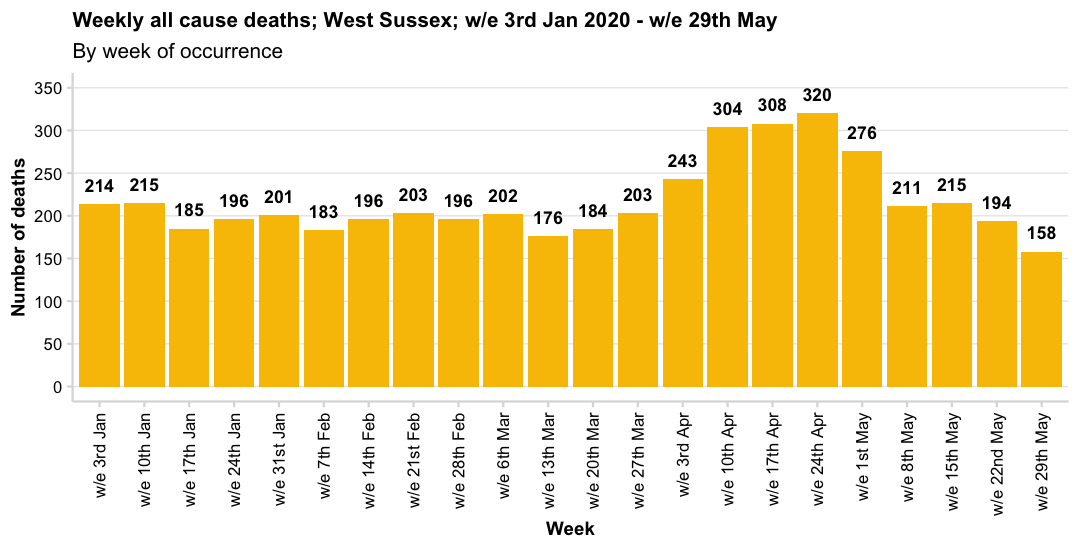 Weekly all cause deaths; West Sussex; w/e 3rd Jan 2020 - w/e 29th May
By week of occurrence
Number of deaths
350
300
250
200
150
100
50
0
214
215
185
196
201
183
196
203
196
202
176
184
203
243
304
308
320
276
211
215
194
158
w/e 3rd Jan
w/e 10th Jan
w/e 17th Jan
w/e 24th Jan
w/e 31st Jan
w/e 7th Feb
w/e 14th Feb
w/e 21st Feb
w/e 28th Feb
w/e 6th Mar
w/e 13th Mar
w/e 20th Mar
w/e 27th Mar
w/e 3rd Apr
w/e 10th Apr
w/e 17th Apr
w/e 24th Apr
w/e 1st May
w/e 8th May
w/e 15th May
w/e 22nd May
w/e 29th May
Week